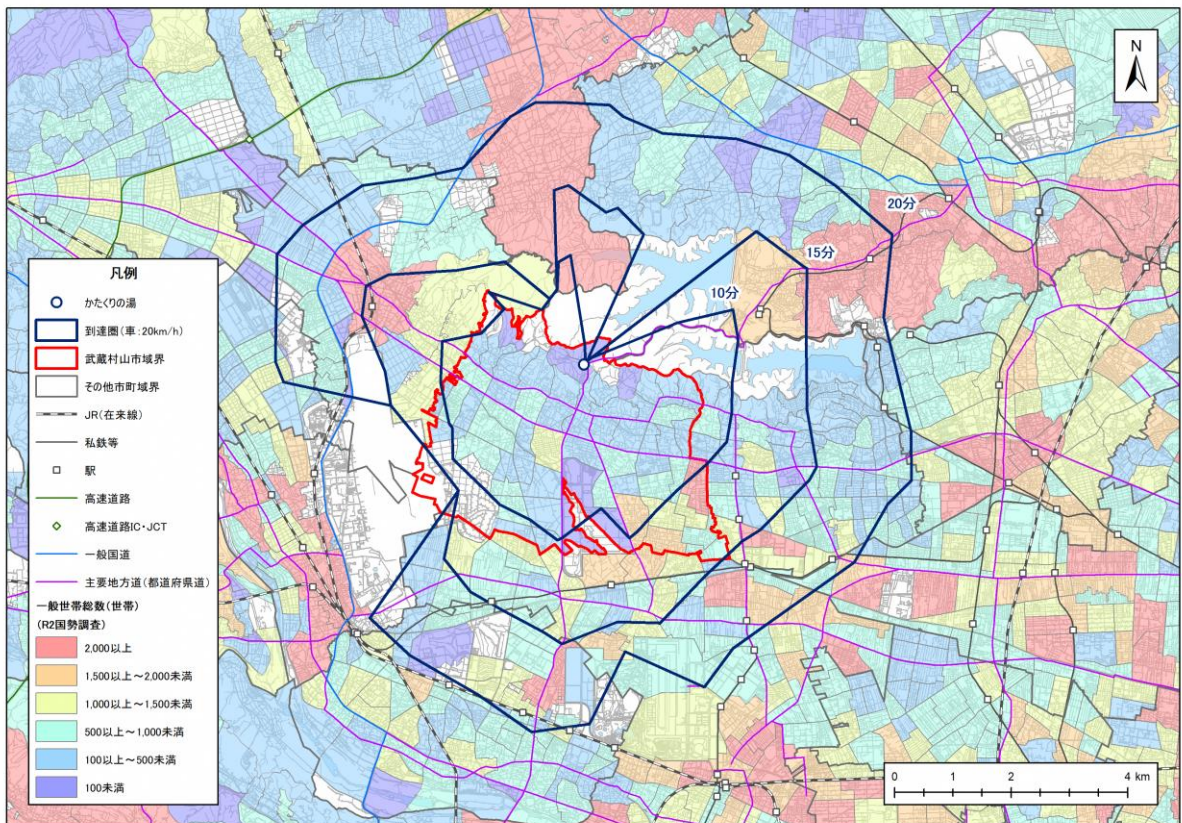 N
20分
15分
10分
凡例
かたくりの湯
到達圏(車:20km/h)
武蔵村山市域界
その他市町域界
JR(在来線)
私鉄等
駅
高速道路
高速道路IC・JCT
一般国道
主要地方道(都道府県道)
一般世帯総数(世帯)
(R2国勢調査)
2,000以上
1,500以上～2,000未満
1,000以上～1,500未満
500以上～1,000未満
100以上～500未満
100未満
0 1 2 4 km